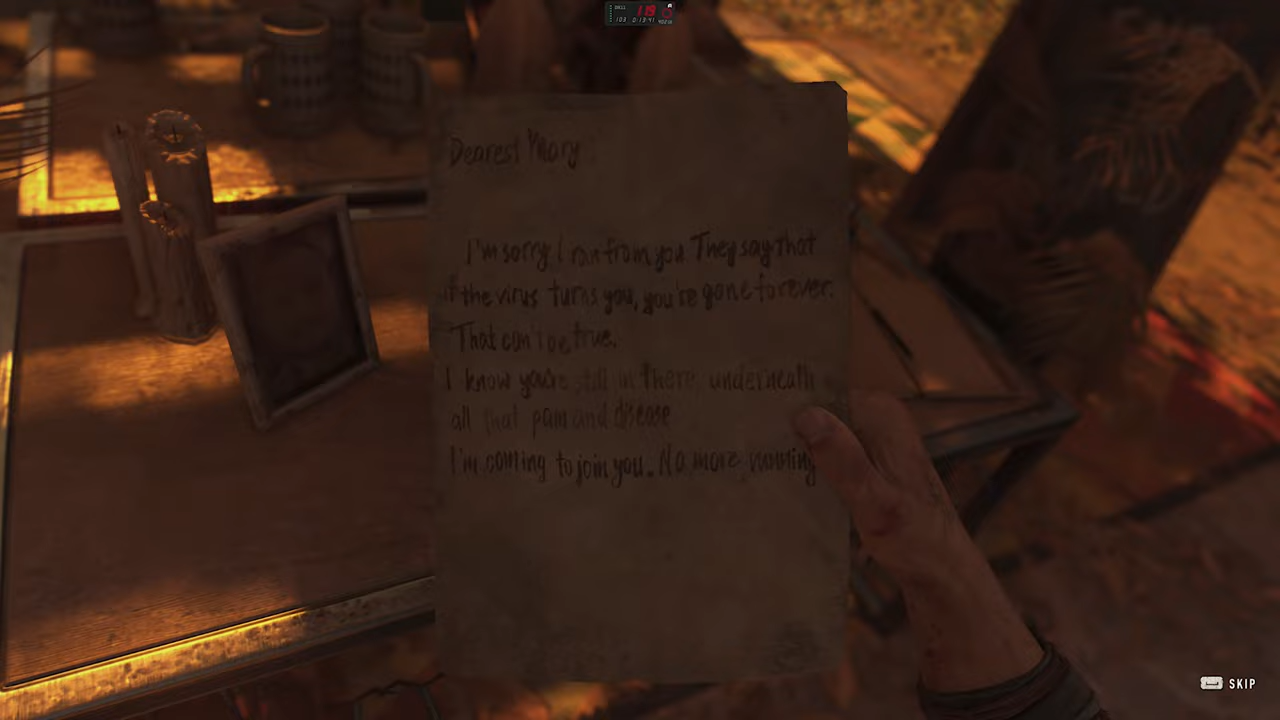 119
Dearest Mary
I'm sorry I ran from you. They say that
if the virus turns you, you're gone forever.
That can't be true.
I know you're still in there underneath
all that pain and disease
I'm coming to join you. No more running
SKIP